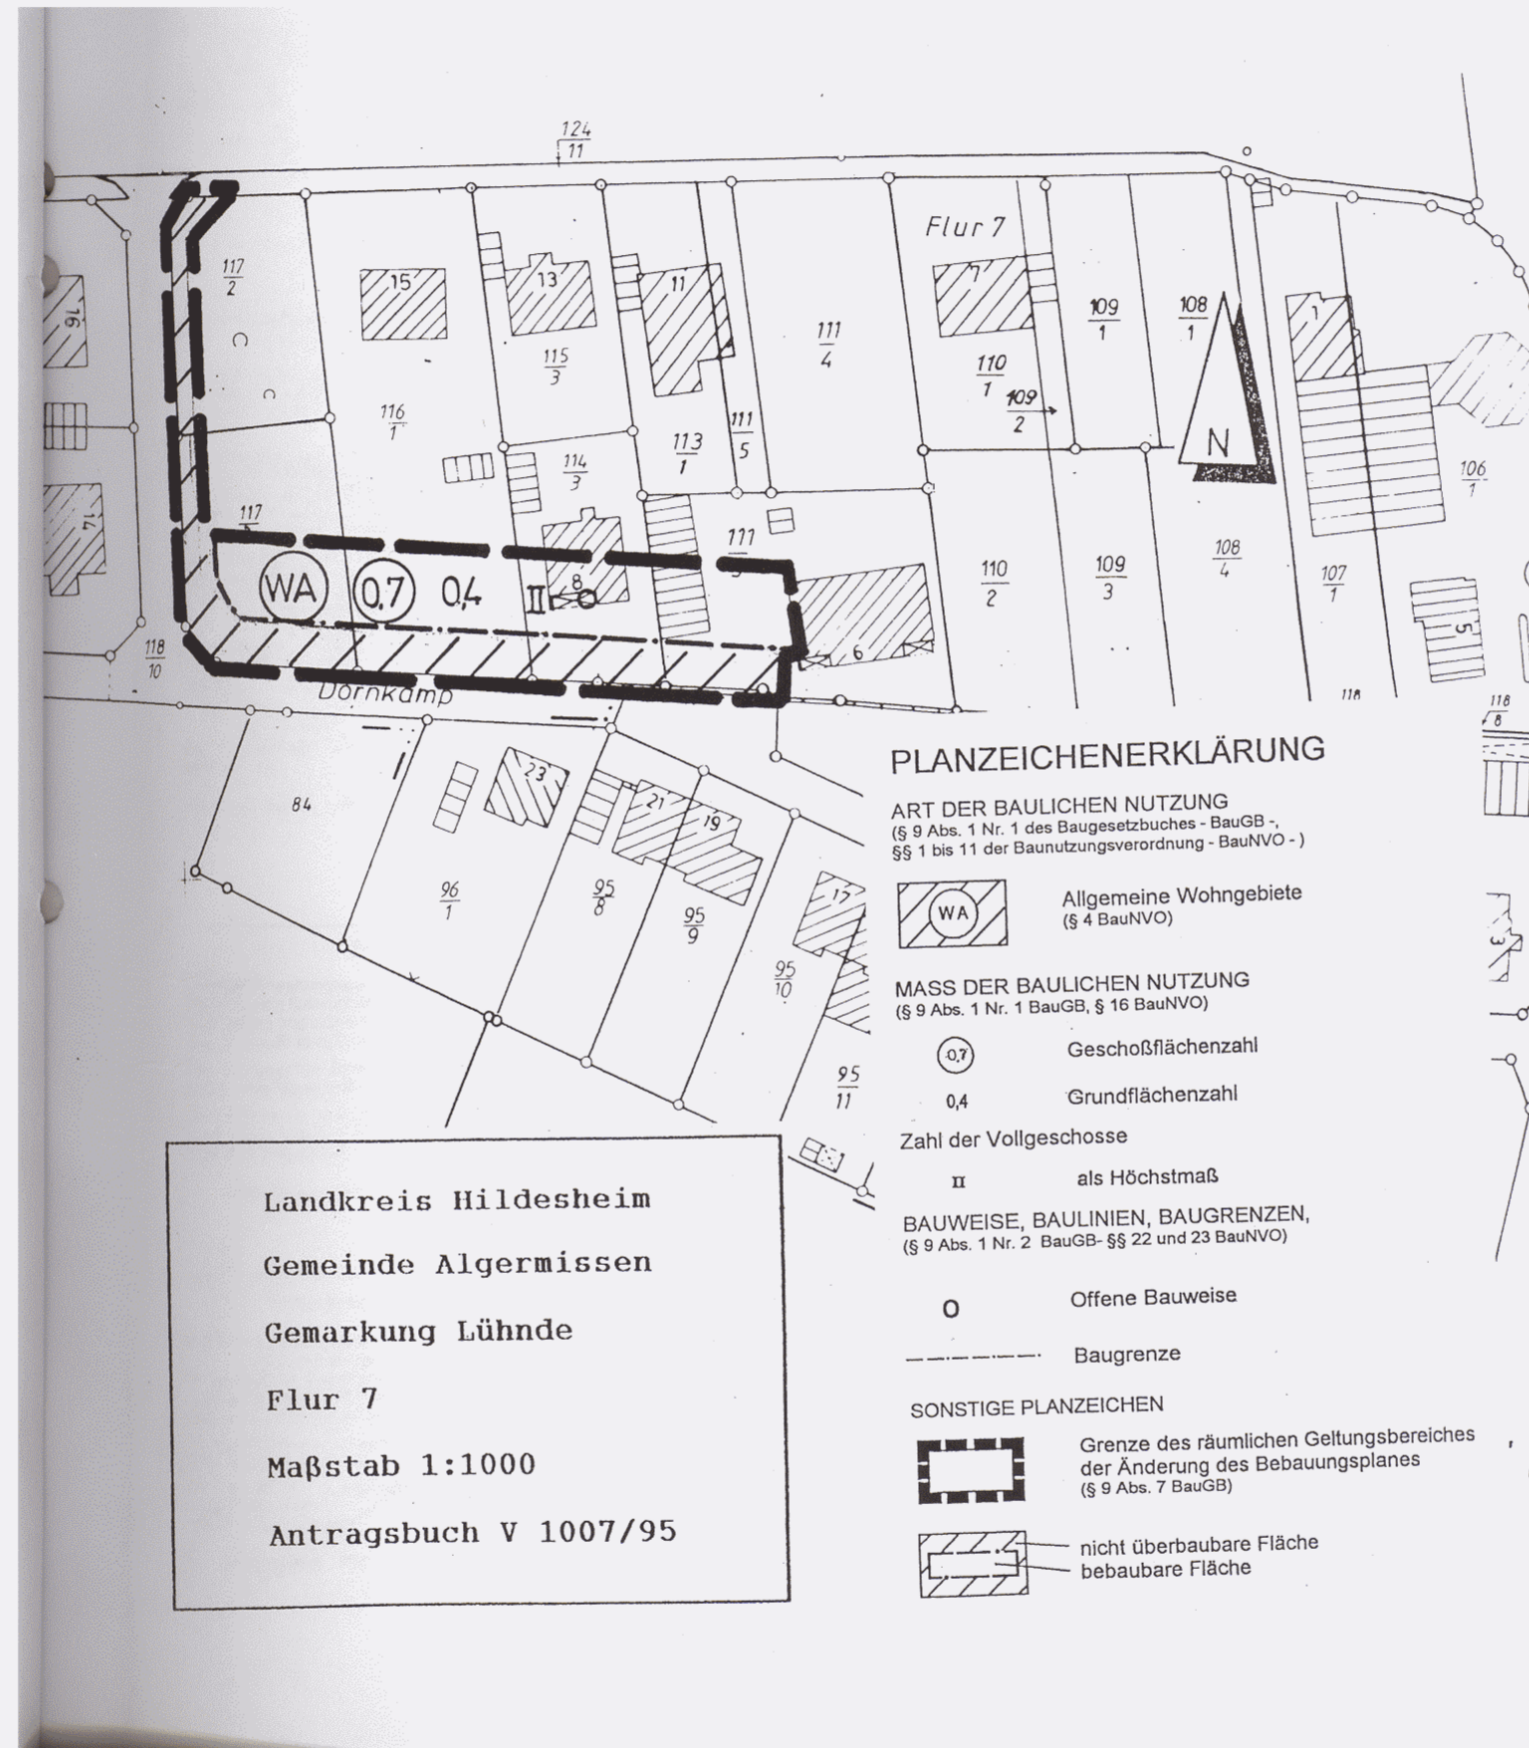 124
11
Flur 7
117
2
15
13
11
7
109
1
108
1
1
16
115
3
111
4
110
1
109
2
116
1
113
1
111
5
N
106
1
114
3
14
117
111
WA
0,7
0,4
II
8
O
110
2
109
3
108
4
107
1
6
5
118
10
Dornkamp
118
118
8
84
23
21
19
96
1
95
8
95
9
17
95
10
95
11
3
PLANZEICHENERKLÄRUNG
ART DER BAULICHEN NUTZUNG
(§ 9 Abs. 1 Nr. 1 des Baugesetzbuches - BauGB -,
§§ 1 bis 11 der Baunutzungsverordnung - BauNVO - )
WA
Allgemeine Wohngebiete
(§ 4 BauNVO)
MASS DER BAULICHEN NUTZUNG
(§ 9 Abs. 1 Nr. 1 BauGB, § 16 BauNVO)
0,7 Geschoßflächenzahl
0,4 Grundflächenzahl
Zahl der Vollgeschosse
II als Höchstmaß
BAUWEISE, BAULINIEN, BAUGRENZEN,
(§ 9 Abs. 1 Nr. 2 BauGB- §§ 22 und 23 BauNVO)
O Offene Bauweise
Baugrenze
SONSTIGE PLANZEICHEN
Grenze des räumlichen Geltungsbereiches
der Änderung des Bebauungsplanes
(§ 9 Abs. 7 BauGB)
nicht überbaubare Fläche
bebaubare Fläche
Landkreis Hildesheim
Gemeinde Algermissen
Gemarkung Lühnde
Flur 7
Maßstab 1:1000
Antragsbuch V 1007/95